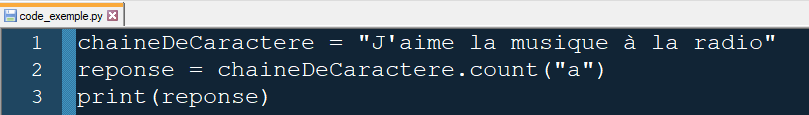 code_exemple.py
1 chaineDeCaractere = "J'aime la musique à la radio"
2 reponse = chaineDeCaractere.count("a")
3 print(reponse)